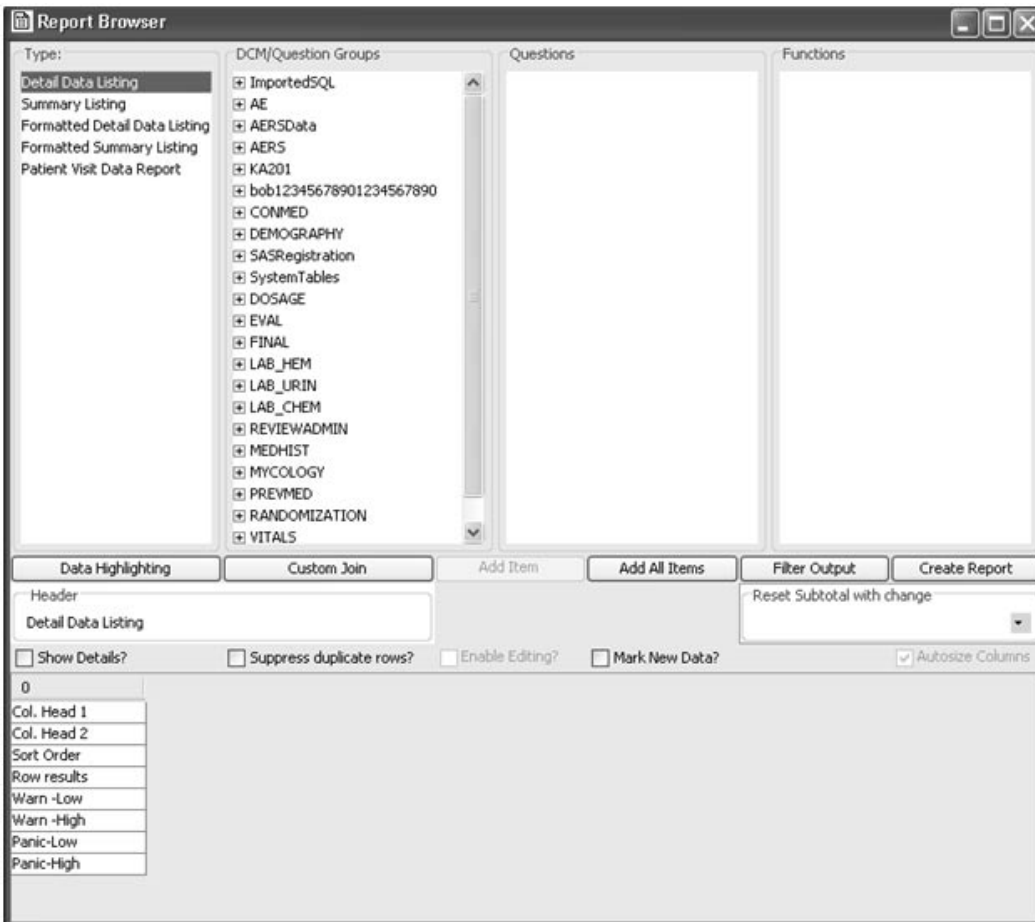 Report Browser
Type:
Detail Data Listing
Summary Listing
Formatted Detail Data Listing
Formatted Summary Listing
Patient Visit Data Report
DCM/Question Groups
ImportedSQL
AE
AERSData
AERS
KA201
bob12345678901234567890
CONMED
DEMOGRAPHY
SASRegistration
SystemTables
DOSAGE
EVAL
FINAL
LAB_HEM
LAB_URIN
LAB_CHEM
REVIEWADMIN
MEDHIST
MYCOLOGY
PREVMED
RANDOMIZATION
VITALS
Questions
Functions
Data Highlighting
Custom Join
Add Item
Add All Items
Filter Output
Create Report
Header
Detail Data Listing
Reset Subtotal with change
Show Details?
Suppress duplicate rows?
Enable Editing?
Mark New Data?
Autosize Columns
0
Col. Head 1
Col. Head 2
Sort Order
Row results
Warn -Low
Warn -High
Panic-Low
Panic-High